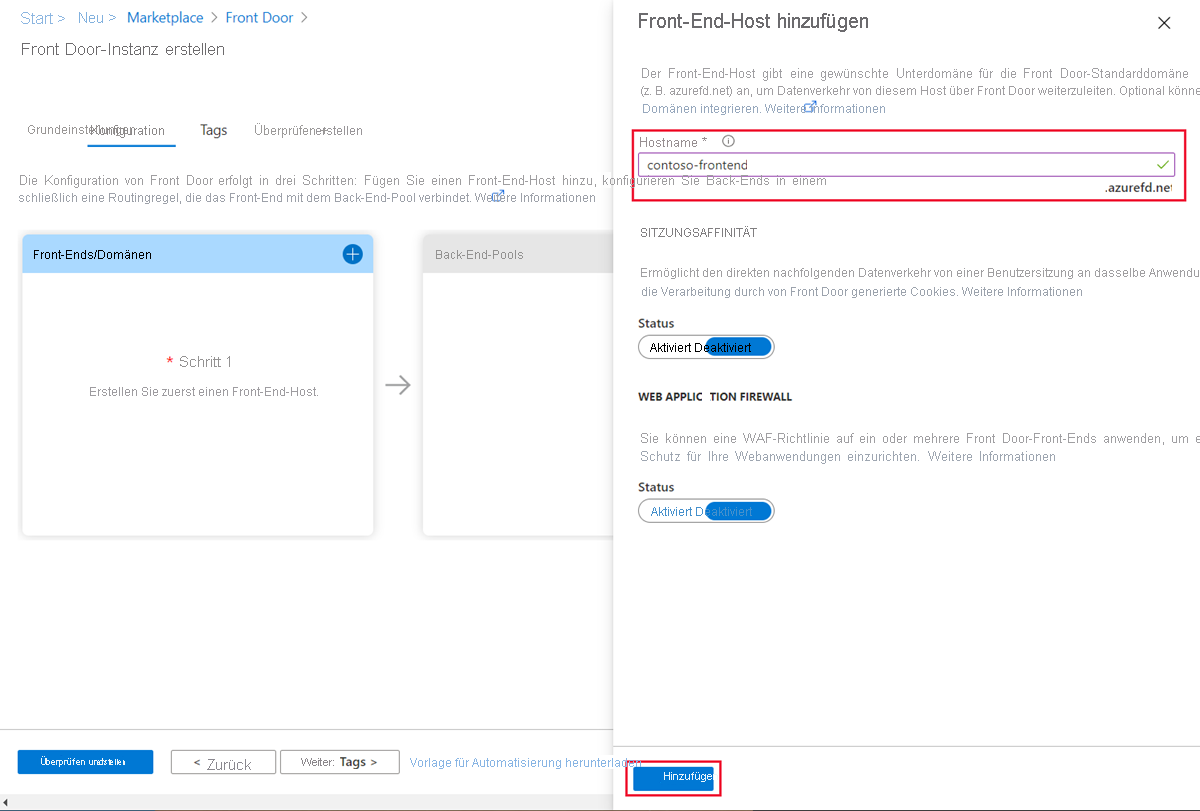 Start > Neu > Marketplace > Front Door >
Front Door-Instanz erstellen
Grundeinstellungen Konfiguration Tags Überprüfen+erstellen
Die Konfiguration von Front Door erfolgt in drei Schritten: Fügen Sie einen Front-End-Host hinzu, konfigurieren Sie Back-Ends in einem
schließlich eine Routingregel, die das Front-End mit dem Back-End-Pool verbindet. Weitere Informationen
Front-Ends/Domänen
Back-End-Pools
* Schritt 1
Erstellen Sie zuerst einen Front-End-Host.
Überprüfen und
< Zurück
Weiter: Tags >
Vorlage für Automatisierung herunterladen
Front-End-Host hinzufügen
Der Front-End-Host gibt eine gewünschte Unterdomäne für die Front Door-Standarddomäne
(z. B. azurefd.net) an, um Datenverkehr von diesem Host über Front Door weiterzuleiten. Optional könne
Domänen integrieren. Weitere Informationen
Hostname *
contoso-frontend
.azurefd.net
SITZUNGSAFFINITÄT
Ermöglicht den direkten nachfolgenden Datenverkehr von einer Benutzersitzung an dasselbe Anwendu
die Verarbeitung durch von Front Door generierte Cookies. Weitere Informationen
Status
Aktiviert Deaktiviert
WEB APPLIC TION FIREWALL
Sie können eine WAF-Richtlinie auf ein oder mehrere Front Door-Front-Ends anwenden, um e
Schutz für Ihre Webanwendungen einzurichten. Weitere Informationen
Status
Aktiviert Deaktiviert
Hinzufüge